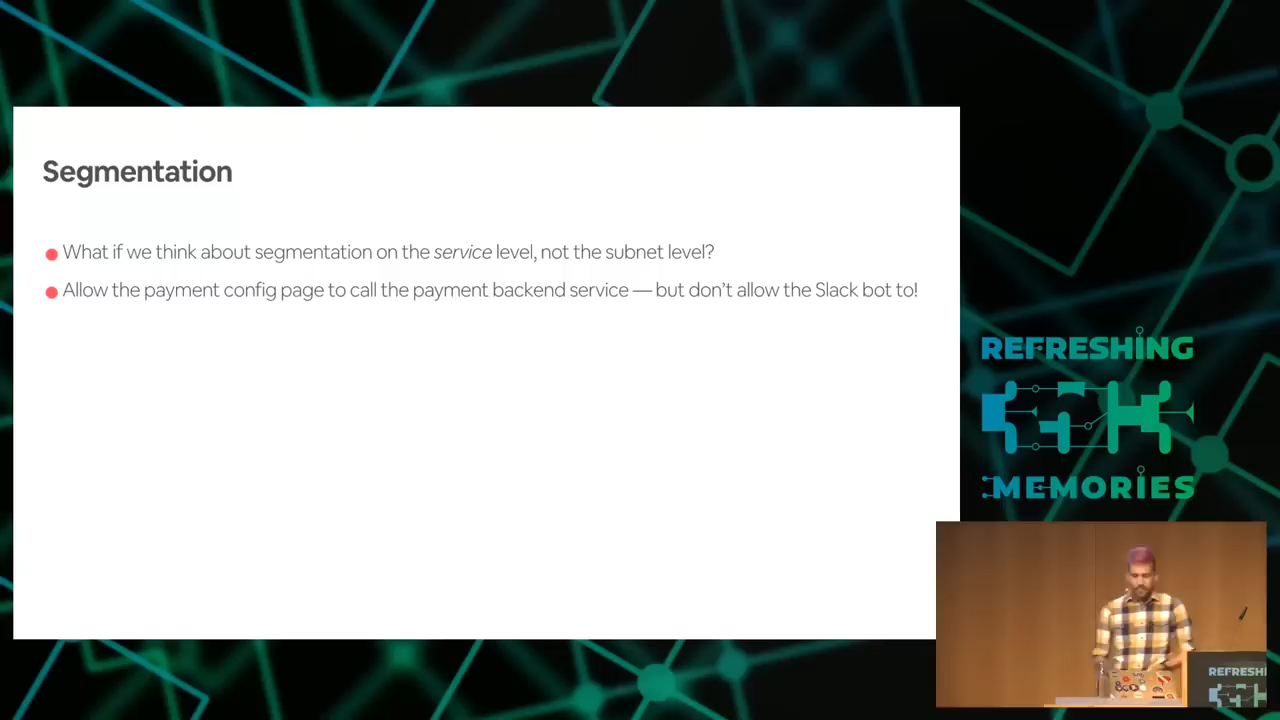 Segmentation
What if we think about segmentation on the service level, not the subnet level?
Allow the payment config page to call the payment backend service — but don’t allow the Slack bot to!
REFRESHING
MEMORIES
REFRESHI